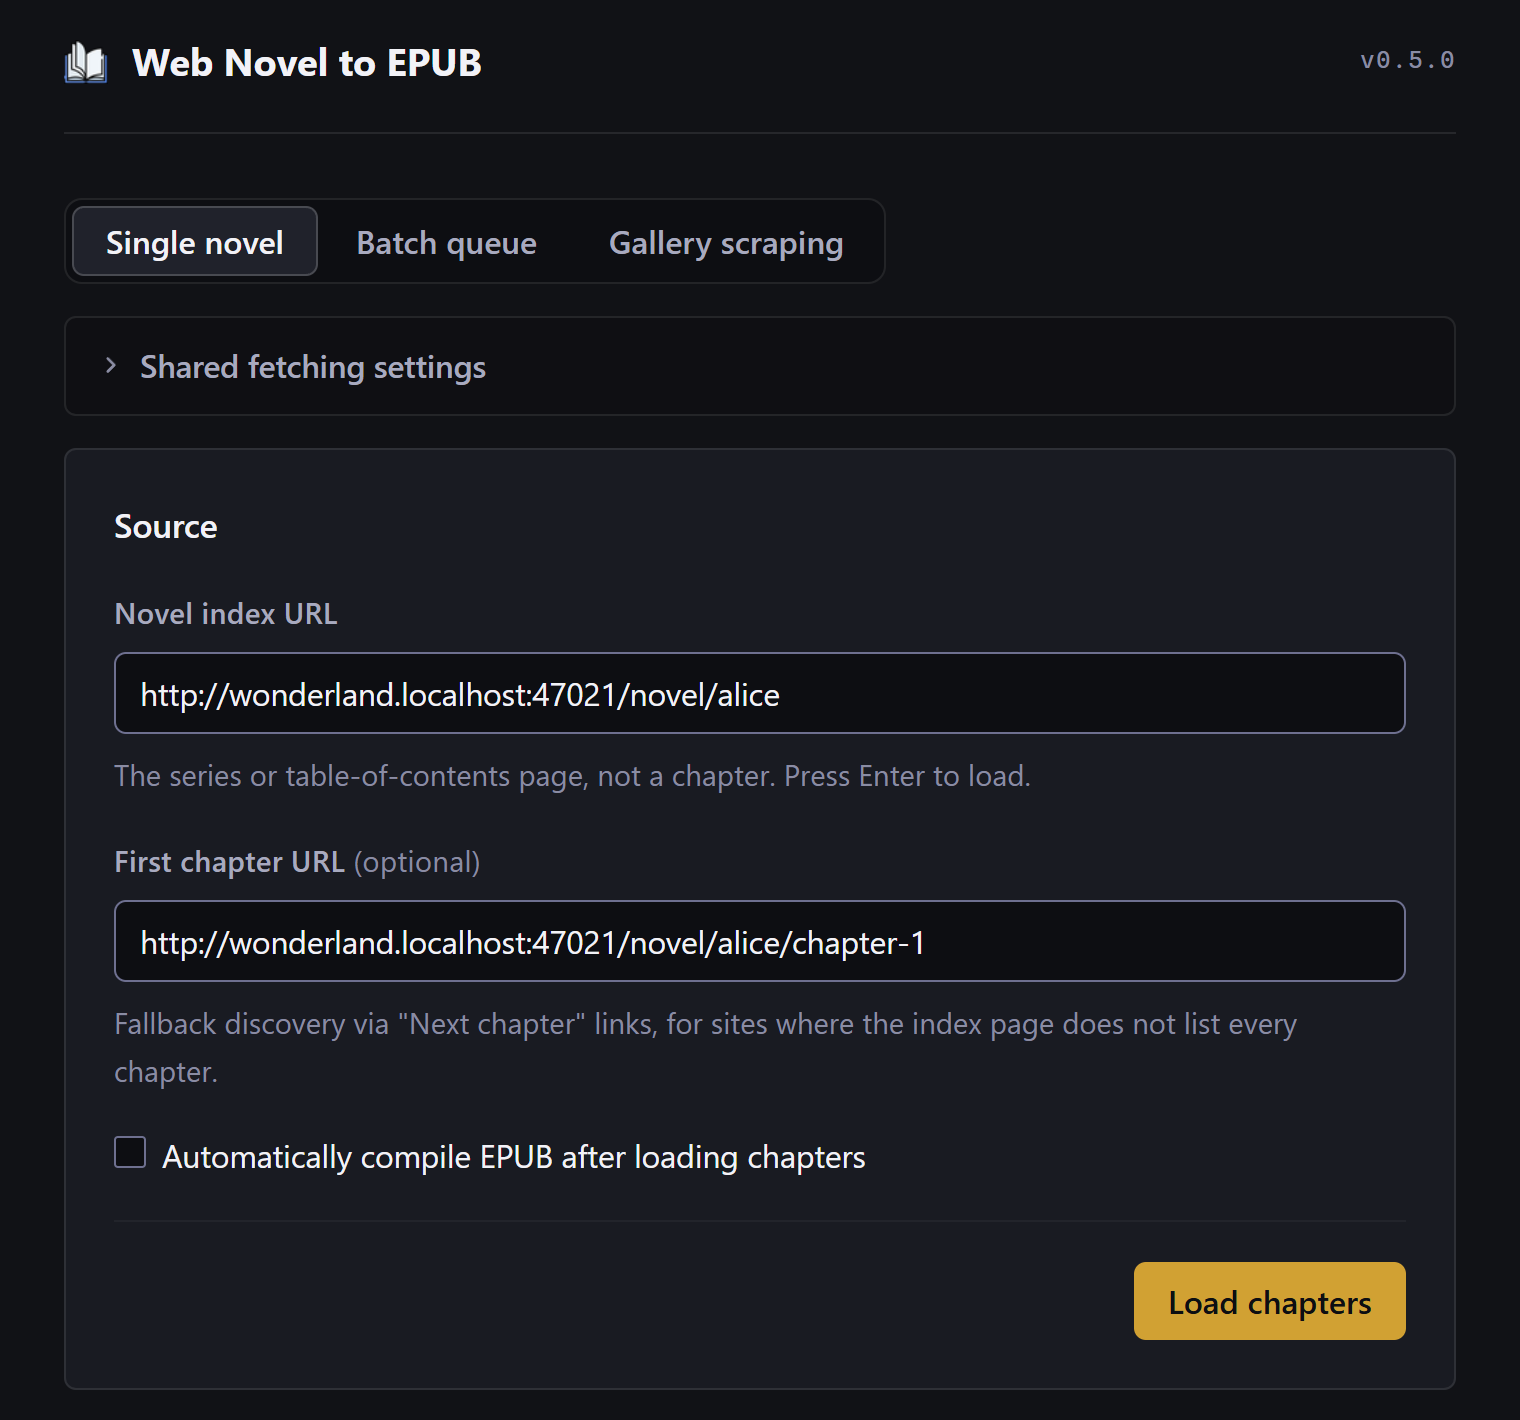 Web Novel to EPUB
v0.5.0
Single novel
Batch queue
Gallery scraping
Shared fetching settings
Source
Novel index URL
http://wonderland.localhost:47021/novel/alice
The series or table-of-contents page, not a chapter. Press Enter to load.
First chapter URL (optional)
http://wonderland.localhost:47021/novel/alice/chapter-1
Fallback discovery via "Next chapter" links, for sites where the index page does not list every
chapter.
Automatically compile EPUB after loading chapters
Load chapters